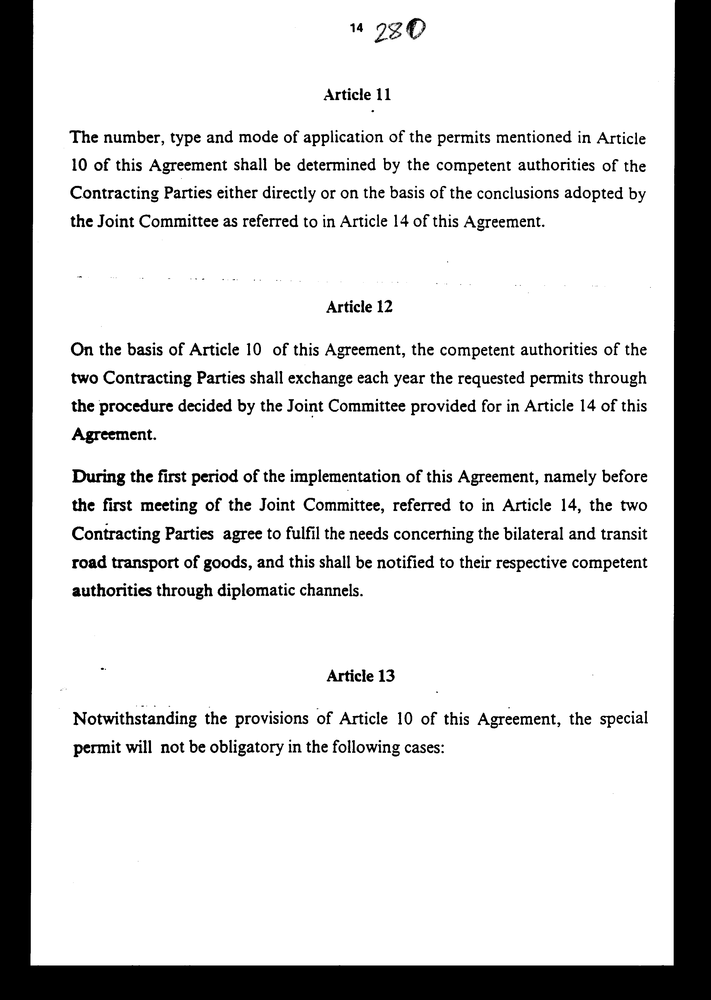 14 280
Article 11
The number, type and mode of application of the permits mentioned in Article
10 of this Agreement shall be determined by the competent authorities of the
Contracting Parties either directly or on the basis of the conclusions adopted by
the Joint Committee as referred to in Article 14 of this Agreement.
Article 12
On the basis of Article 10 of this Agreement, the competent authorities of the
two Contracting Parties shall exchange each year the requested permits through
the procedure decided by the Joint Committee provided for in Article 14 of this
Agreement.
During the first period of the implementation of this Agreement, namely before
the first meeting of the Joint Committee, referred to in Article 14, the two
Contracting Parties agree to fulfil the needs concerning the bilateral and transit
road transport of goods, and this shall be notified to their respective competent
authorities through diplomatic channels.
Article 13
Notwithstanding the provisions of Article 10 of this Agreement, the special
permit will not be obligatory in the following cases: